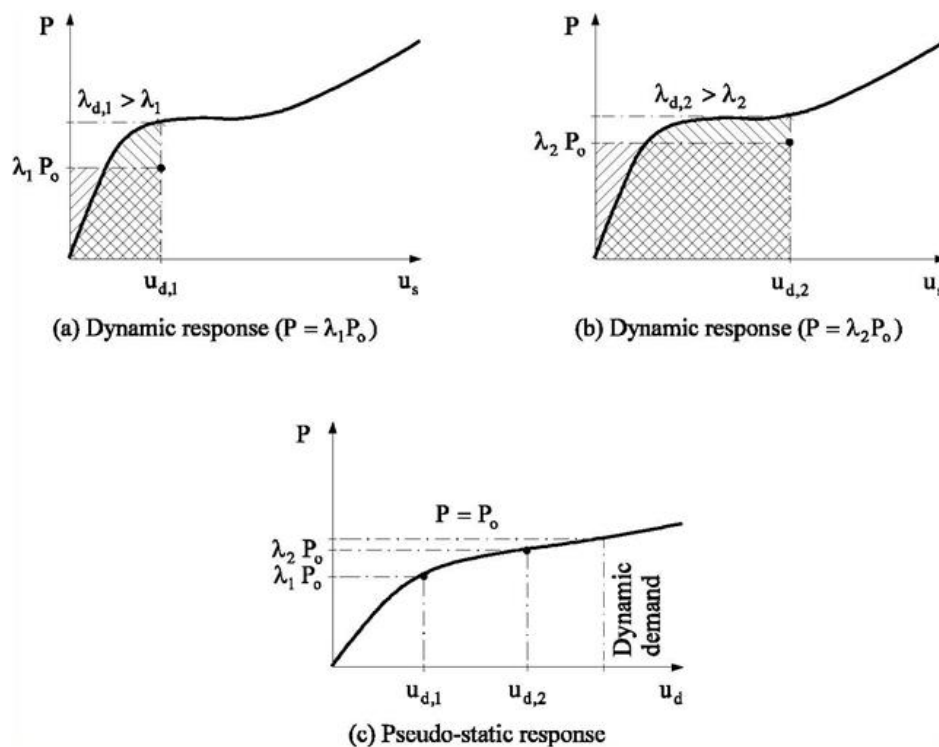 P
λd,1 > λ1
λ1 Po
ud,1
us
(a) Dynamic response (P = λ1Po)
P
λd,2 > λ2
λ2 Po
ud,2
us
(b) Dynamic response (P = λ2Po)
P
P = Po
λ2 Po
λ1 Po
Dynamic
demand
ud,1
ud,2
ud
(c) Pseudo-static response